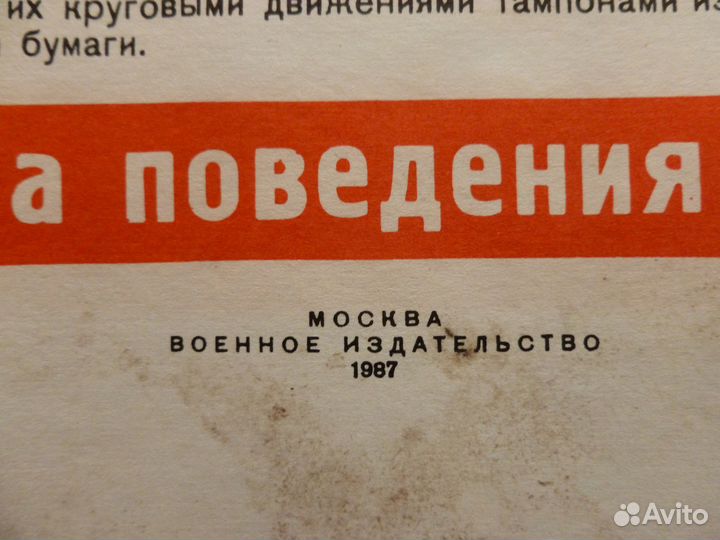 их круговыми движениями тампонами из
бумаги.
а поведения
МОСКВА
ВОЕННОЕ ИЗДАТЕЛЬСТВО
1987
Avito